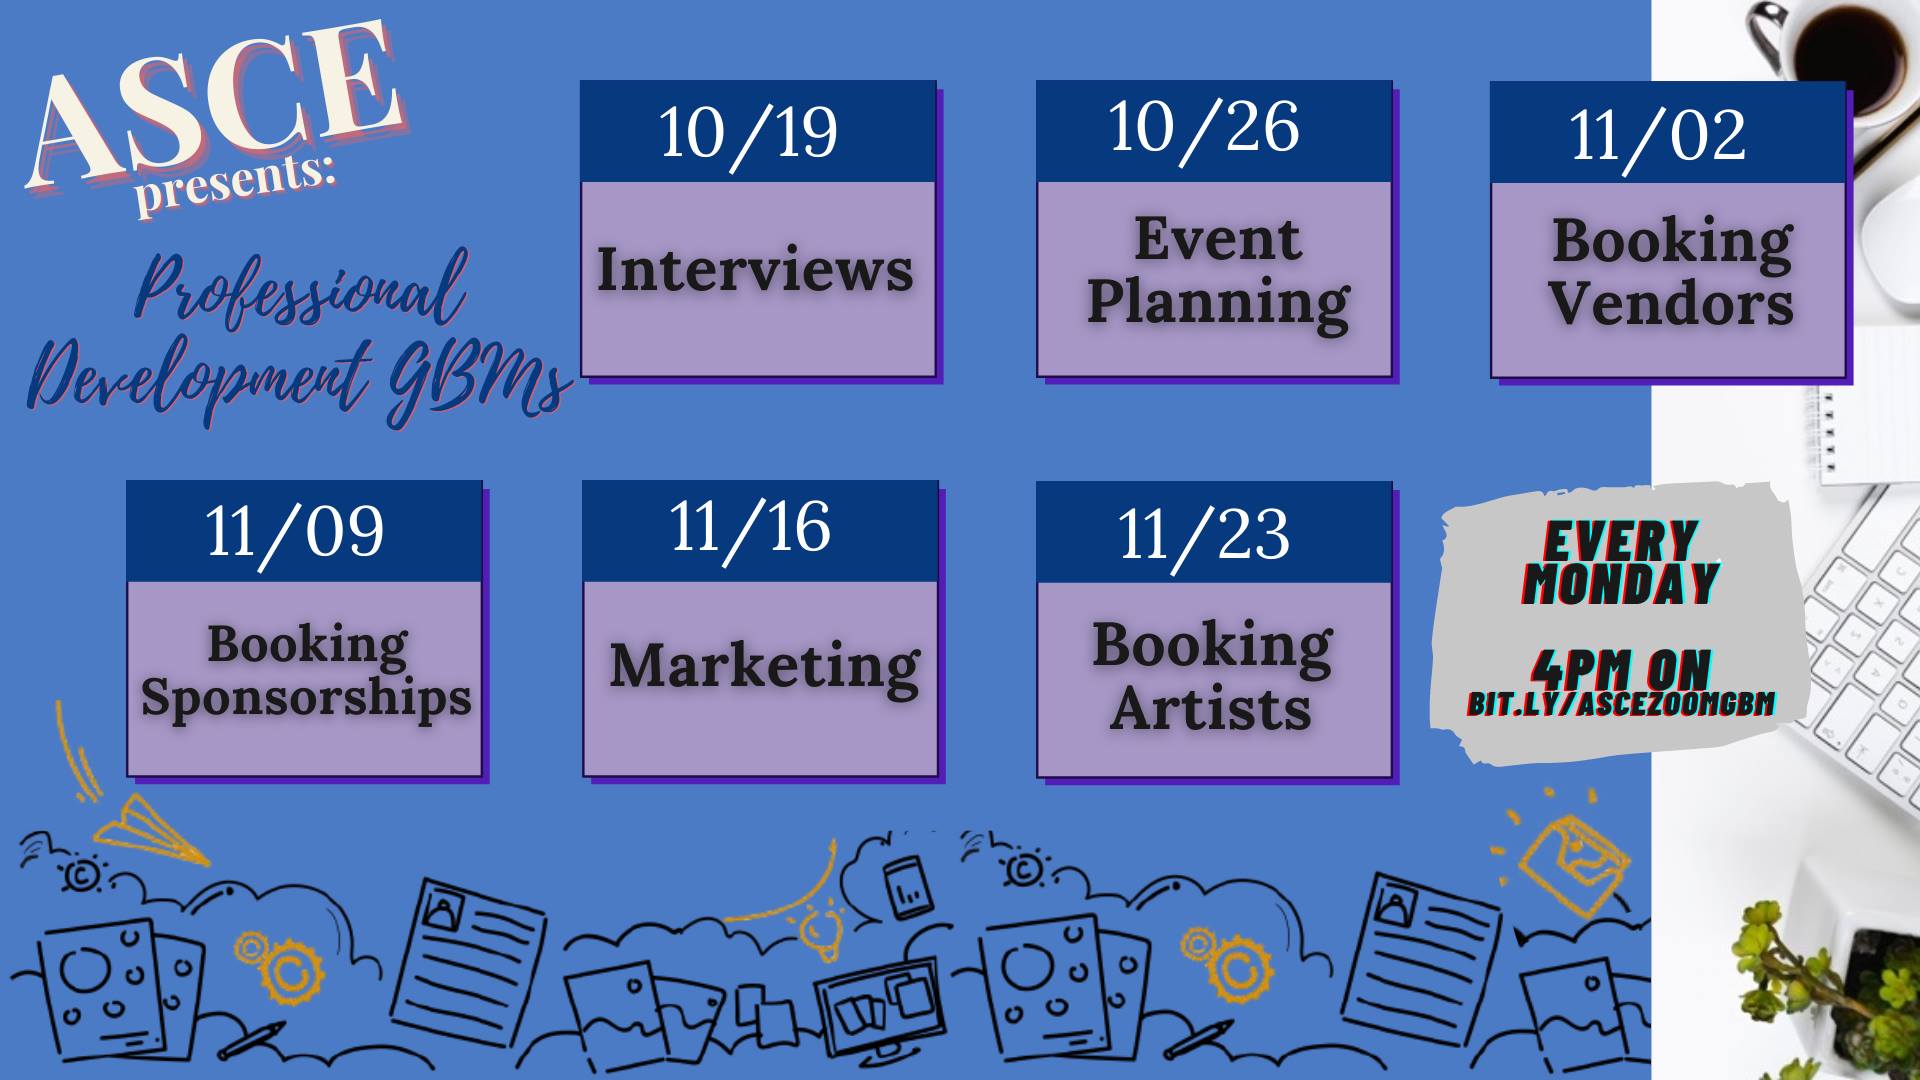 ASCE
presents:
Professional
Development GBMs
10/19
Interviews
10/26
Event
Planning
11/02
Booking
Vendors
11/09
Booking
Sponsorships
11/16
Marketing
11/23
Booking
Artists
EVERY
MONDAY
4PM ON
BIT.LY/ASCEZOOMGBM